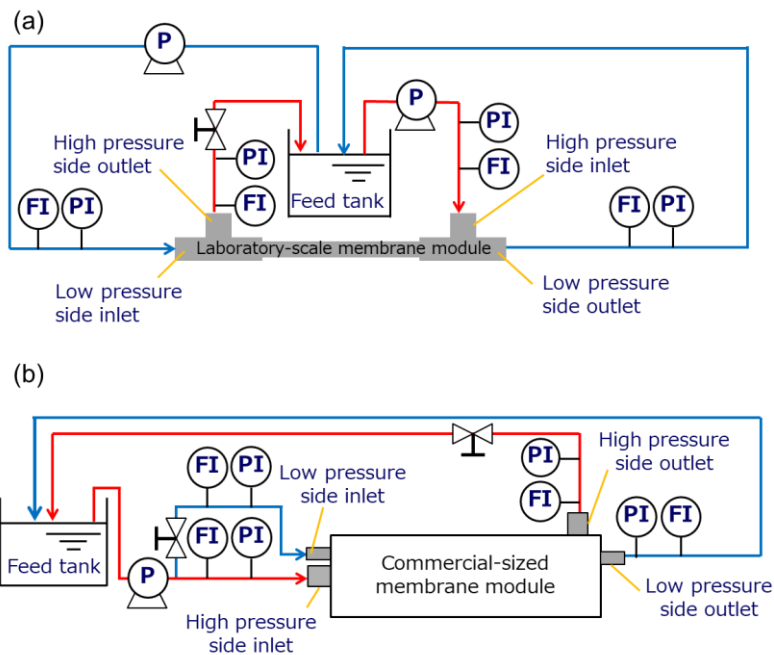 (a)
P
P
High pressure
side outlet
PI
FI
PI
FI
High pressure
side inlet
Feed tank
FI PI
FI PI
Laboratory-scale membrane module
Low pressure
side inlet
Low pressure
side outlet
(b)
FI PI
Low pressure
side inlet
PI
FI
High pressure
side outlet
Feed tank
P
FI PI
PI FI
Commercial-sized
membrane module
High pressure
side inlet
Low pressure
side outlet